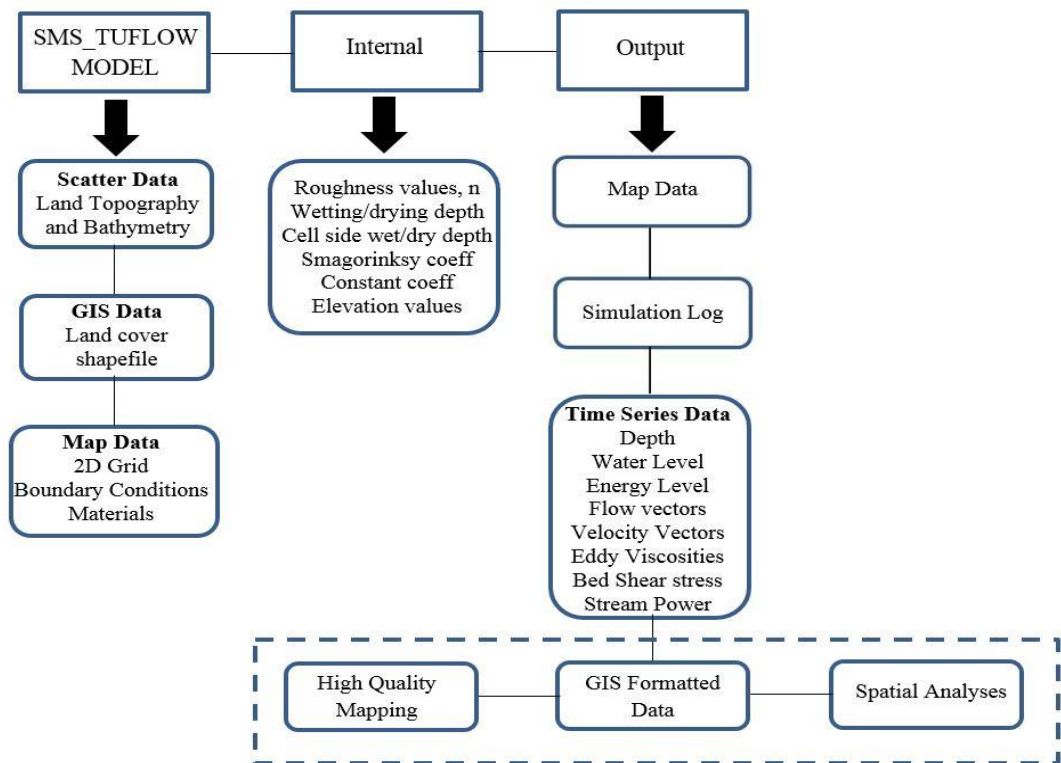 SMS_TUFLOW
MODEL
Internal
Output
Scatter Data
Land Topography
and Bathymetry
GIS Data
Land cover
shapefile
Map Data
2D Grid
Boundary Conditions
Materials
Roughness values, n
Wetting/drying depth
Cell side wet/dry depth
Smagorinksy coeff
Constant coeff
Elevation values
Map Data
Simulation Log
Time Series Data
Depth
Water Level
Energy Level
Flow vectors
Velocity Vectors
Eddy Viscosities
Bed Shear stress
Stream Power
High Quality
Mapping
GIS Formatted
Data
Spatial Analyses